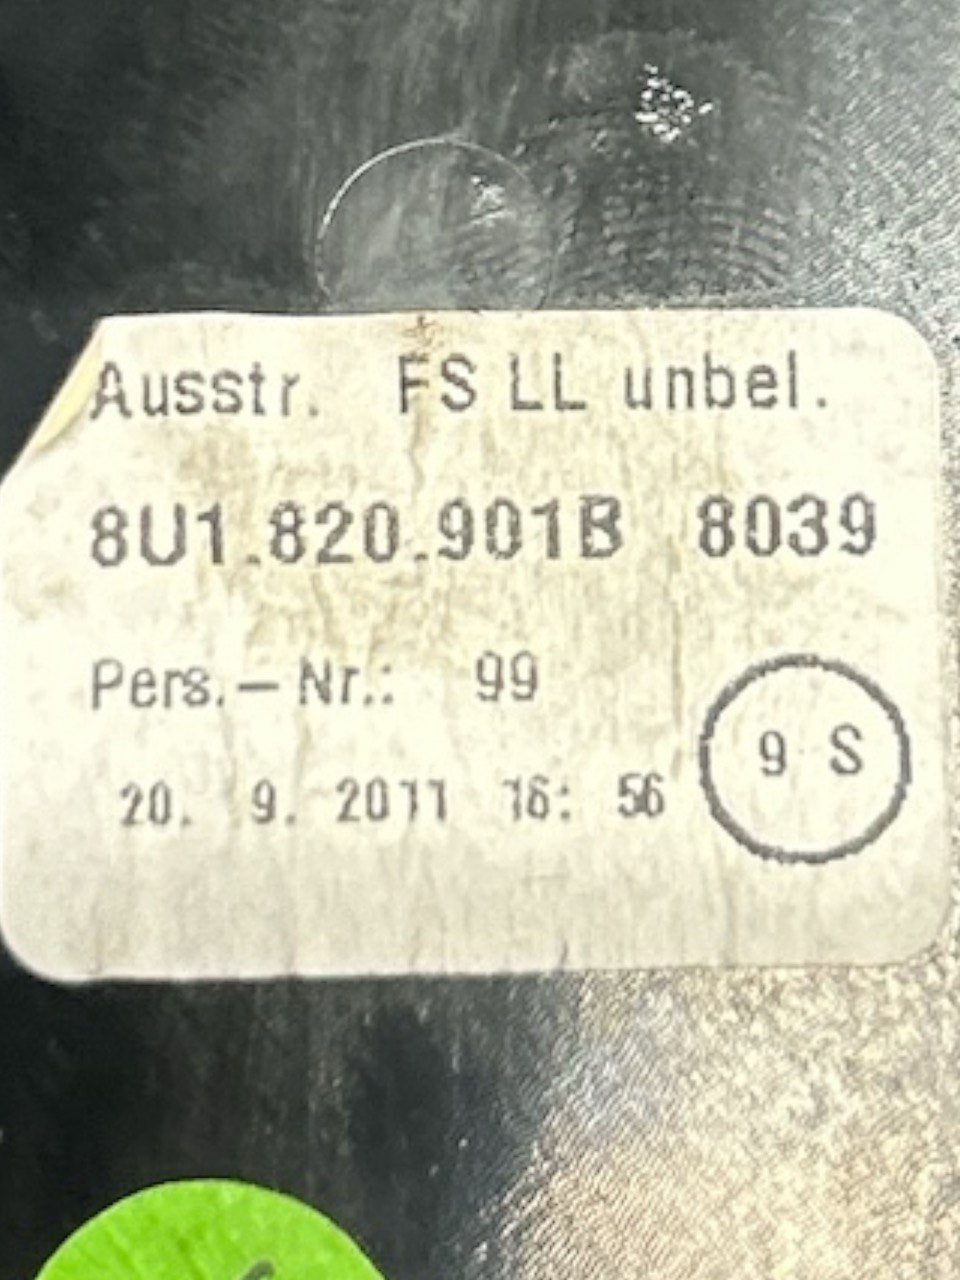 Ausstr. FS LL unbel.
8U1.820.901B 8039
Pers.— Nr.: 99
9 S
20. 9. 2011 16: 56